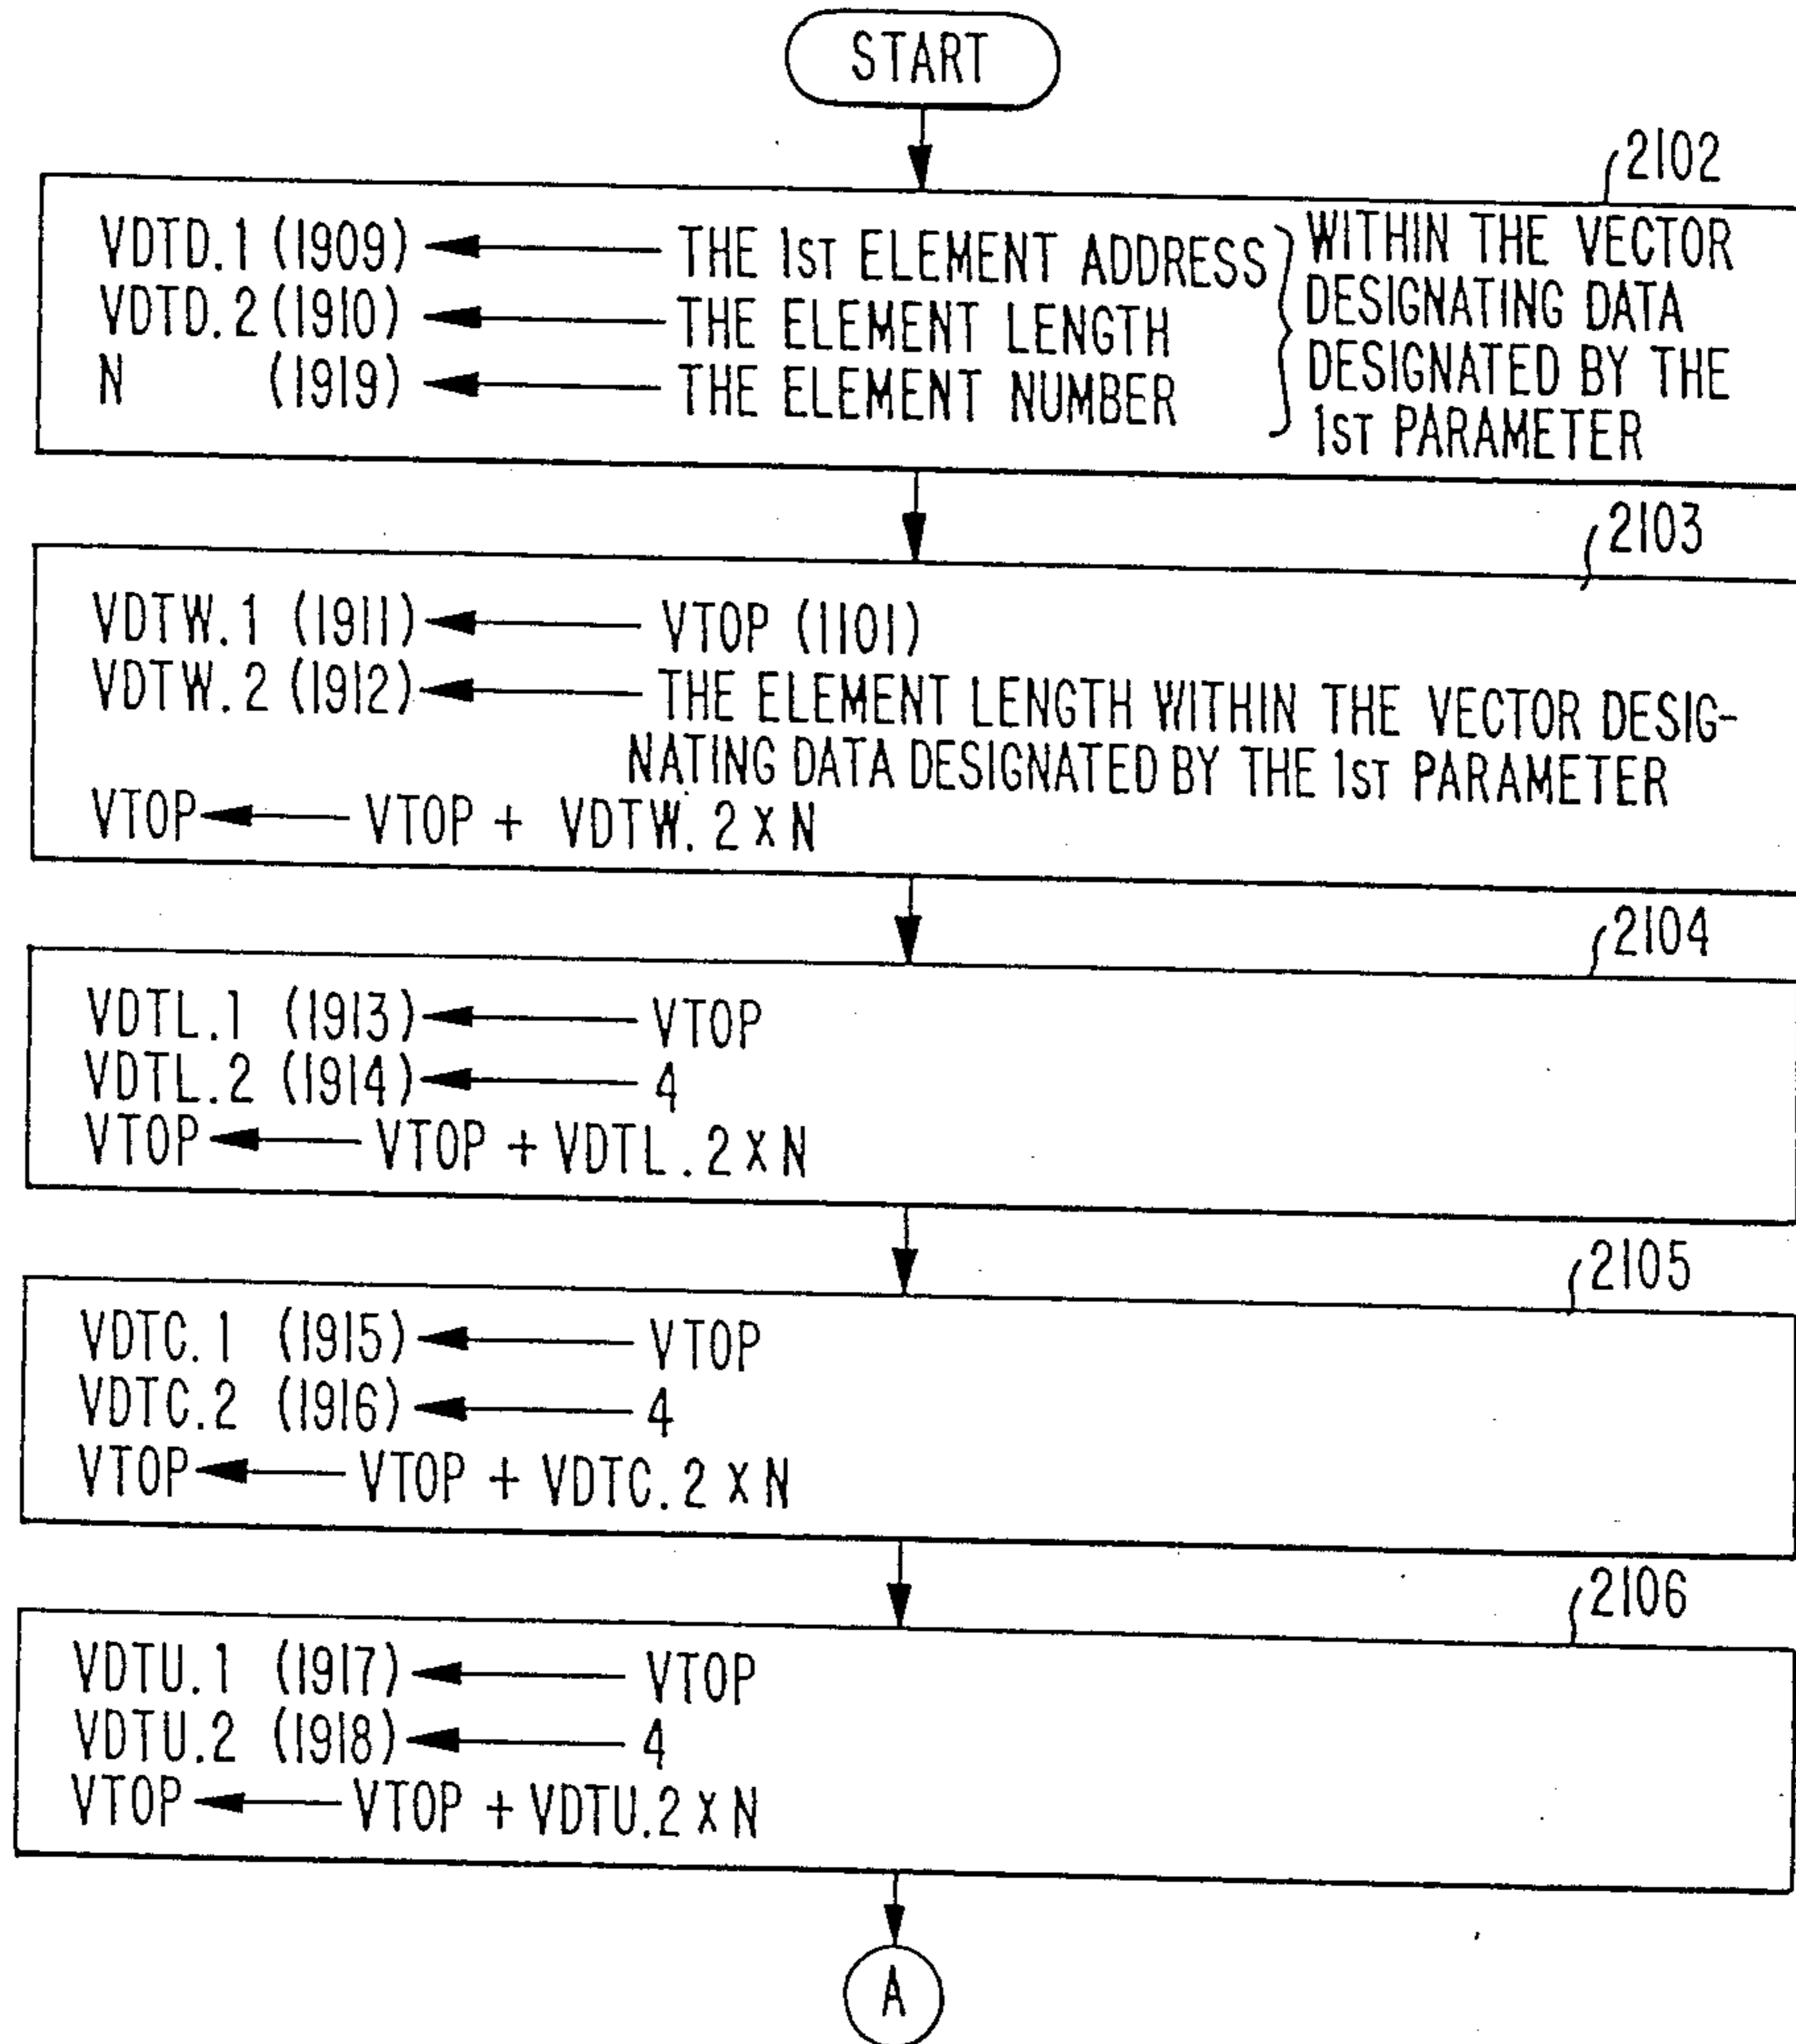 START
2102
VDTD.1 (1909) ← THE 1ST ELEMENT ADDRESS
VDTD.2 (1910) ← THE ELEMENT LENGTH
N (1919) ← THE ELEMENT NUMBER
WITHIN THE VECTOR
DESIGNATING DATA
DESIGNATED BY THE
1ST PARAMETER
2103
VDTW.1 (1911) ← VTOP (1101)
VDTW.2 (1912) ← THE ELEMENT LENGTH WITHIN THE VECTOR DESIG-
NATING DATA DESIGNATED BY THE 1ST PARAMETER
VTOP ← VTOP + VDTW.2 X N
2104
VDTL.1 (1913) ← VTOP
VDTL.2 (1914) ← 4
VTOP ← VTOP + VDTL.2 X N
2105
VDTC.1 (1915) ← VTOP
VDTC.2 (1916) ← 4
VTOP ← VTOP + VDTC.2 X N
2106
VDTU.1 (1917) ← VTOP
VDTU.2 (1918) ← 4
VTOP ← VTOP + VDTU.2 X N
A